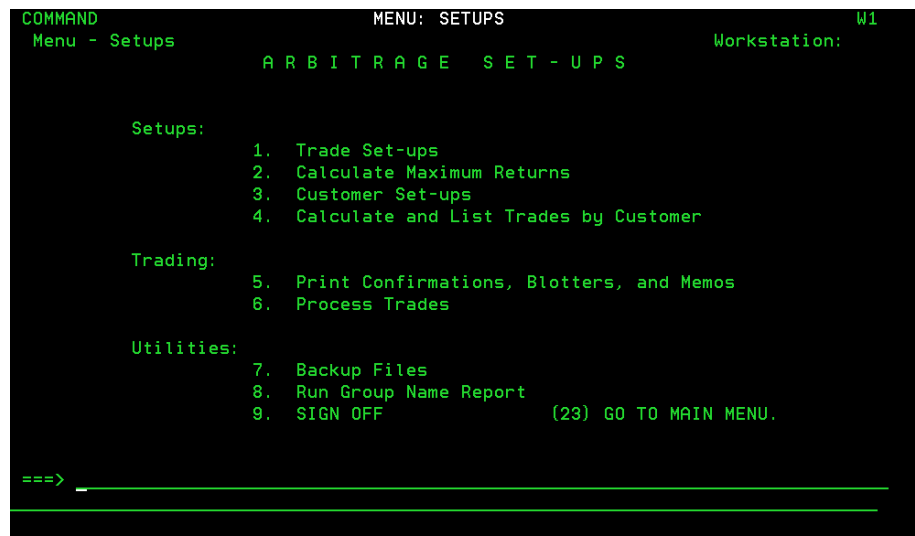 COMMAND MENU: SETUPS W1
Menu - Setups Workstation:
A R B I T R A G E S E T - U P S
Setups:
1. Trade Set-ups
2. Calculate Maximum Returns
3. Customer Set-ups
4. Calculate and List Trades by Customer
Trading:
5. Print Confirmations, Blotters, and Memos
6. Process Trades
Utilities:
7. Backup Files
8. Run Group Name Report
9. SIGN OFF (23) GO TO MAIN MENU.
===>